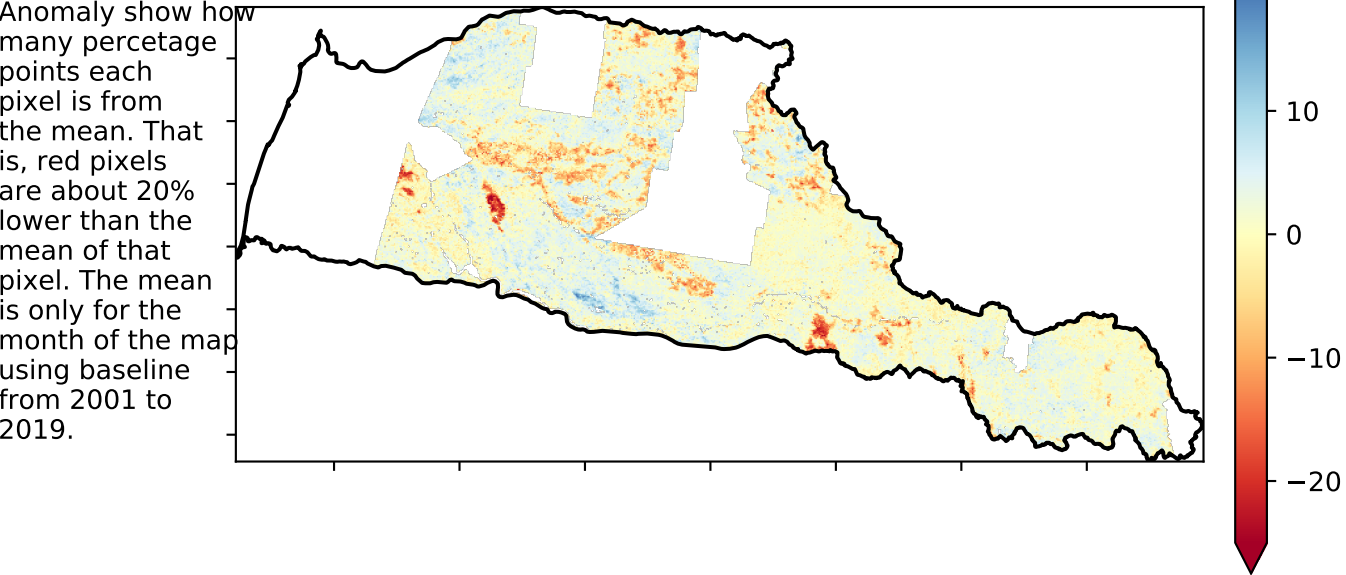 Anomaly show how
many percetage
points each
pixel is from
the mean. That
is, red pixels
are about 20%
lower than the
mean of that
pixel. The mean
is only for the
month of the map
using baseline
from 2001 to
2019.
10
0
−10
−20